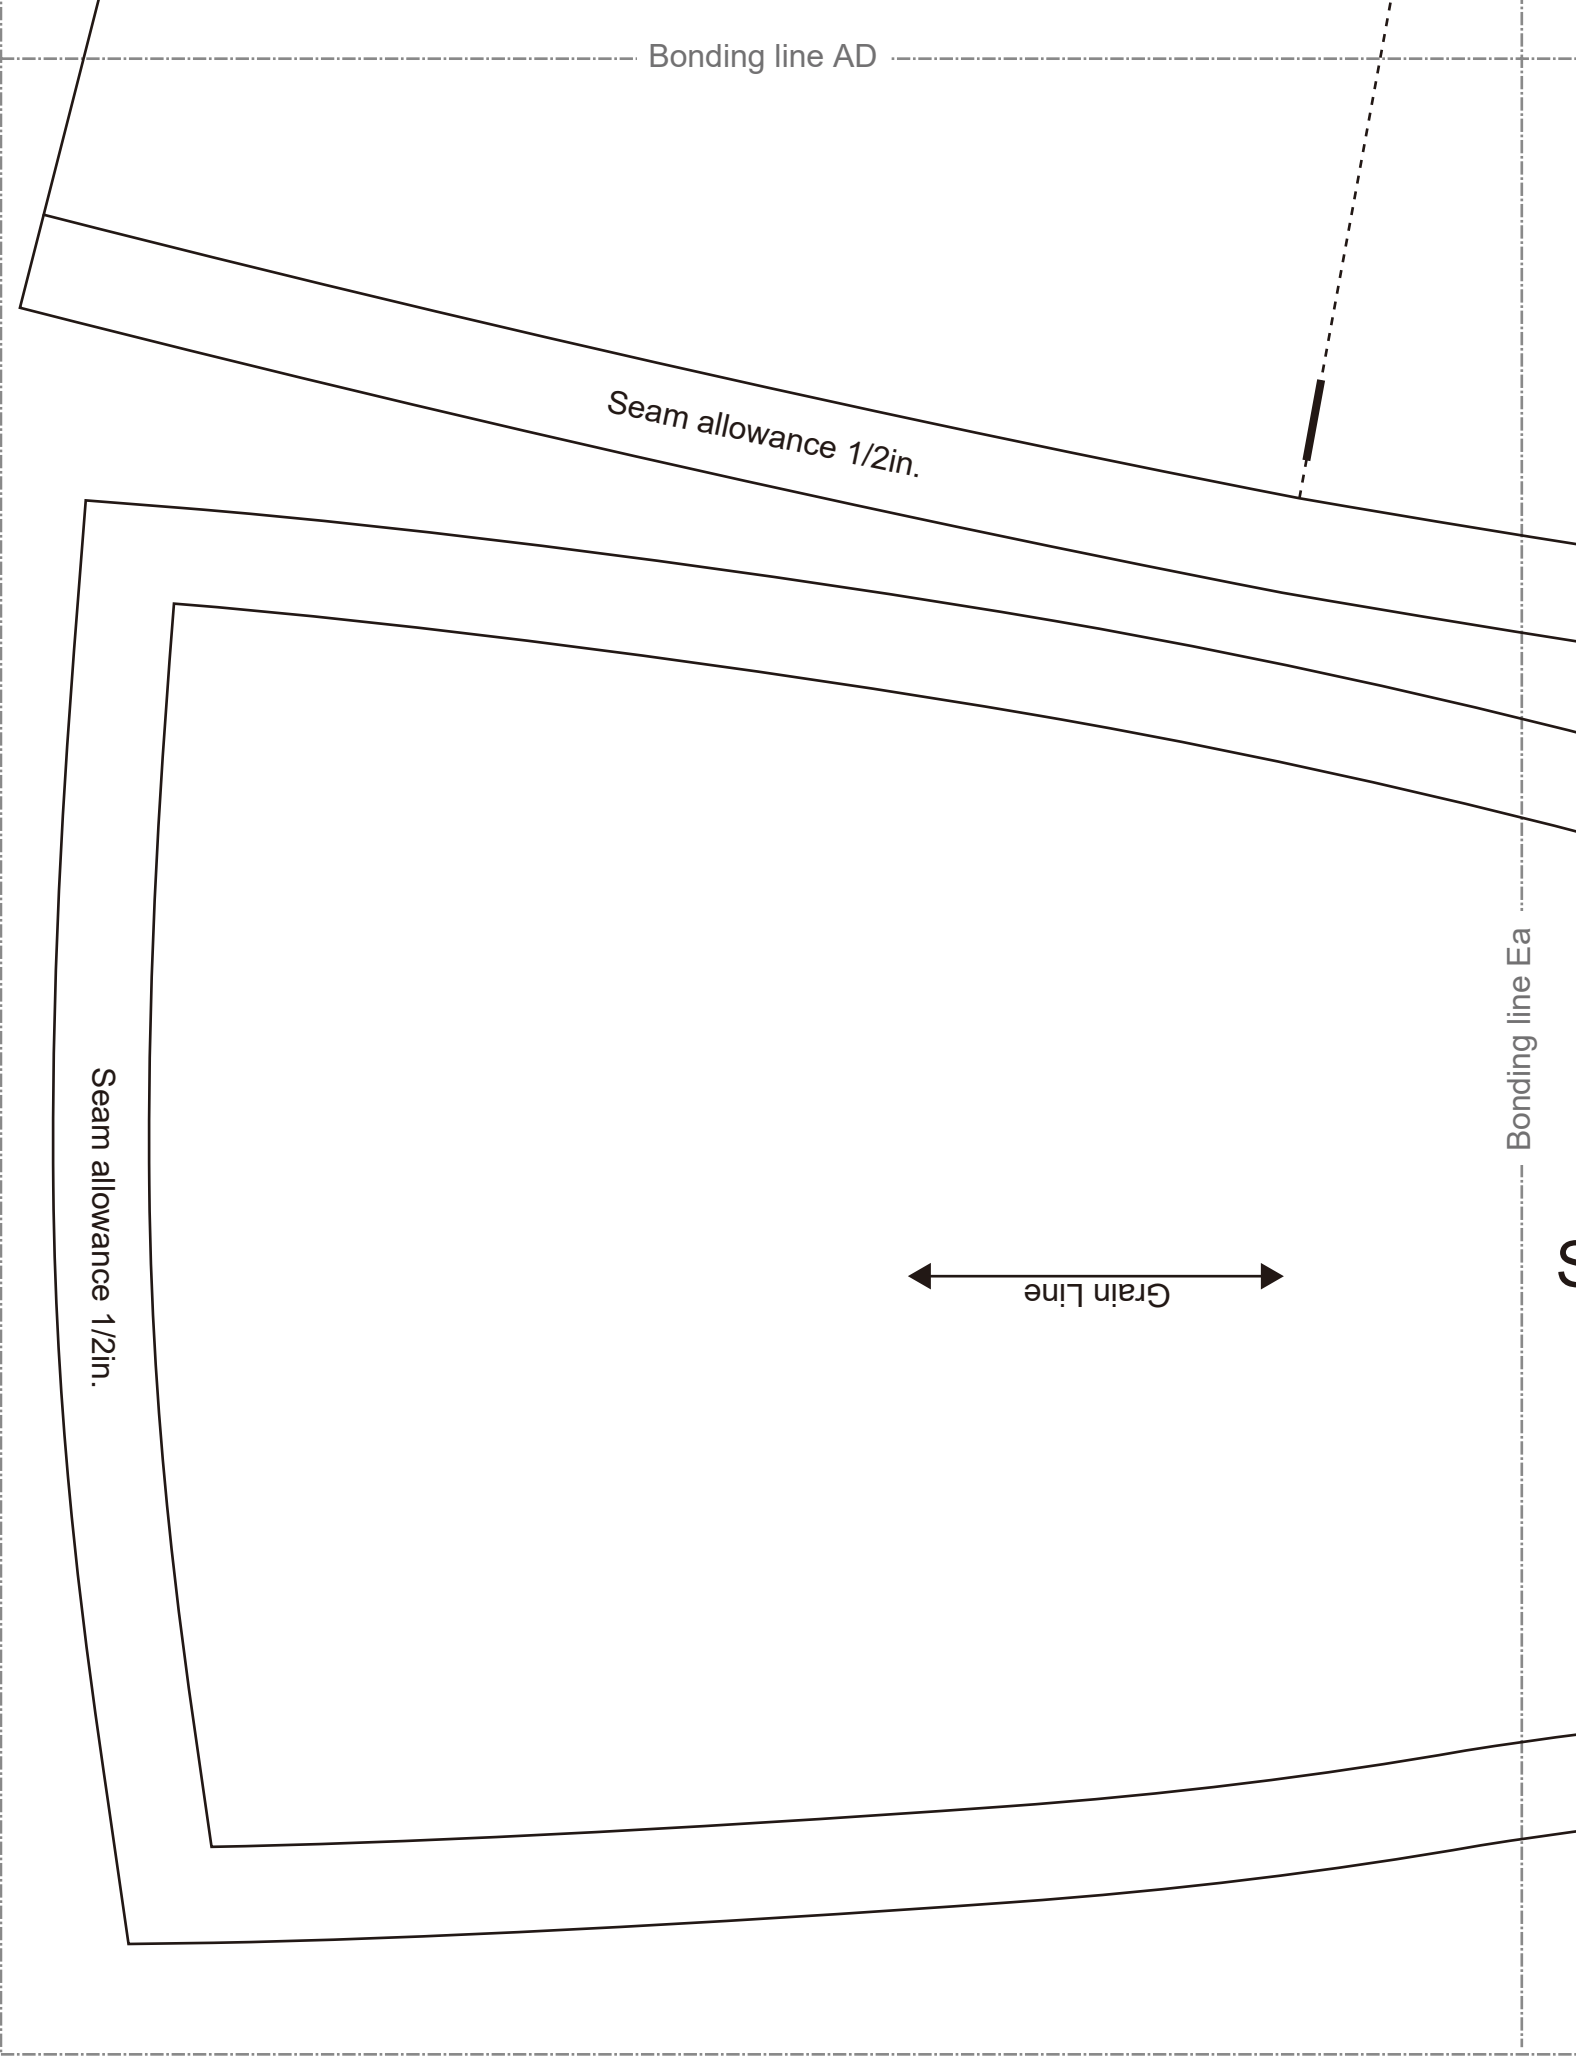 Bonding line AD
Seam allowance 1/2in.
Bonding line Ea
Seam allowance 1/2in.
Grain Line